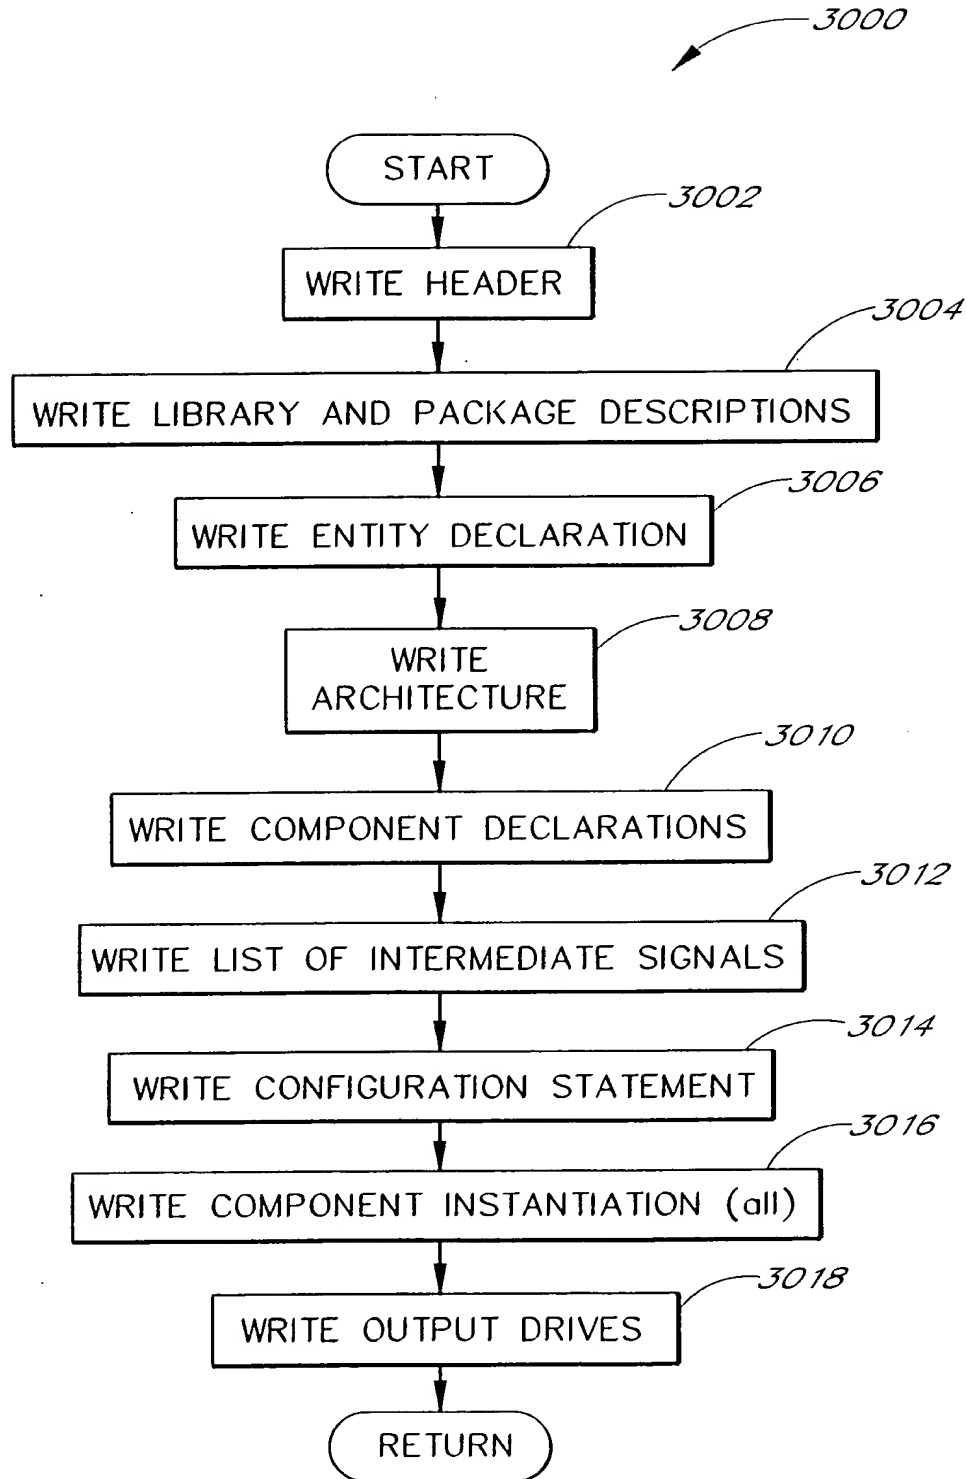 3000
START
3002
WRITE HEADER
3004
WRITE LIBRARY AND PACKAGE DESCRIPTIONS
3006
WRITE ENTITY DECLARATION
3008
WRITE
ARCHITECTURE
3010
WRITE COMPONENT DECLARATIONS
3012
WRITE LIST OF INTERMEDIATE SIGNALS
3014
WRITE CONFIGURATION STATEMENT
3016
WRITE COMPONENT INSTANTIATION (all)
3018
WRITE OUTPUT DRIVES
RETURN